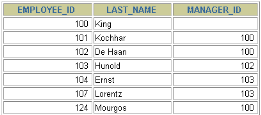 EMPLOYEE_ID LAST_NAME MANAGER_ID
100 King
101 Kochhar 100
102 De Haan 100
103 Hunold 102
104 Ernst 103
107 Lorentz 103
124 Mourgos 100